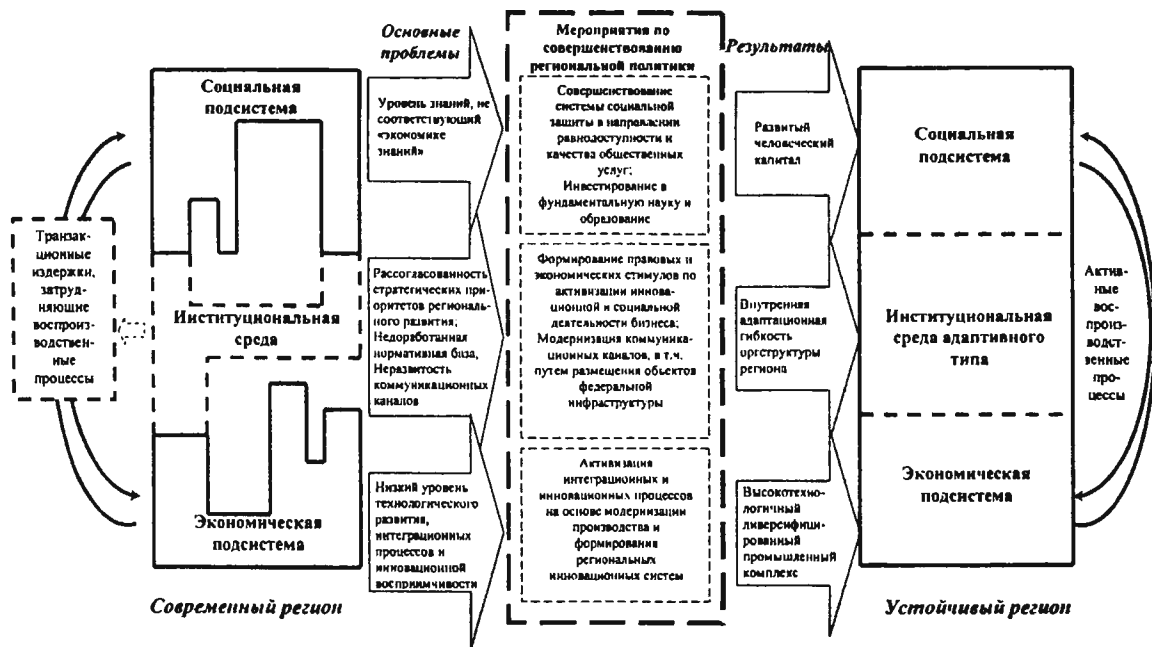 Основные
проблемы
Мероприятия по
совершенствованию
региональной политики
Результаты
Социальная
подсистема
Транзак-
ционные
издержки,
затруд-
няющие
воспроиз-
водствен-
ные
процессы
Институциональная
среда
Экономическая
подсистема
Современный регион
Уровень знаний, не
соответствующий
«экономике
знаний»
Рассогласованность
стратегических при-
оритетов регионально-
го развития;
Недоработанная
нормативная база,
Неразвитость
коммуникационных
каналов
Низкий уровень
технологического
развития,
интеграционных
процессов и
инновационной
восприимчивости
Совершенствование
системы социальной
защиты в направлении
равнодоступности и
качества общественных
услуг;
Инвестирование в
фундаментальную науку и
образование
Формирование правовых и
экономических стимулов по
активизации иннова-
ционной и социальной
деятельности бизнеса;
Модернизация коммуника-
ционных каналов, в т.ч.
путем размещения объектов
федеральной
инфраструктуры
Активизация
интеграционных и
инновационных процессов
на основе модернизации
производства и
формирования
региональных
инновационных систем
Развитый
человеческий
капитал
Внутренняя
адаптационная
гибкость
оргструктуры
региона
Высокотехно-
логичный
диверсифици-
рованный
промышленный
комплекс
Социальная
подсистема
Институциональная
среда адаптивного
типа
Экономическая
подсистема
Устойчивый регион
Актив-
ные
вос-
произ-
водст-
венные
про-
цессы